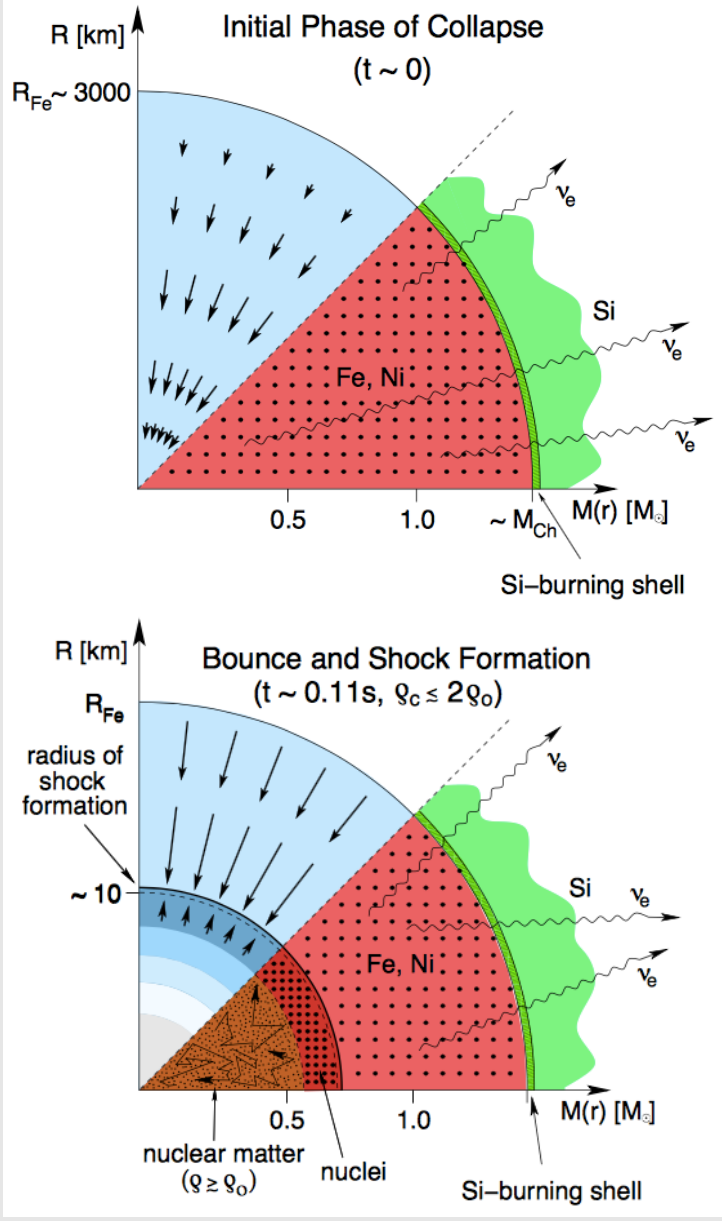 R [km]
Initial Phase of Collapse
(t ~ 0)
R_Fe ~ 3000
ν_e
Si
ν_e
Fe, Ni
ν_e
0.5
1.0
~ M_Ch
M(r) [M_☉]
Si–burning shell
R [km]
Bounce and Shock Formation
(t ~ 0.11s, ϱ_c ≲ 2ϱ_o)
R_Fe
radius of
shock
formation
ν_e
~ 10
Si
ν_e
Fe, Ni
ν_e
0.5
1.0
M(r) [M_☉]
nuclear matter
(ϱ ≳ ϱ_o)
nuclei
Si–burning shell